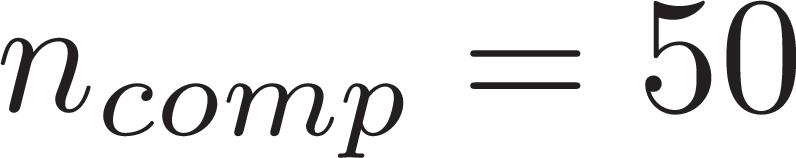 n_{comp} = 50